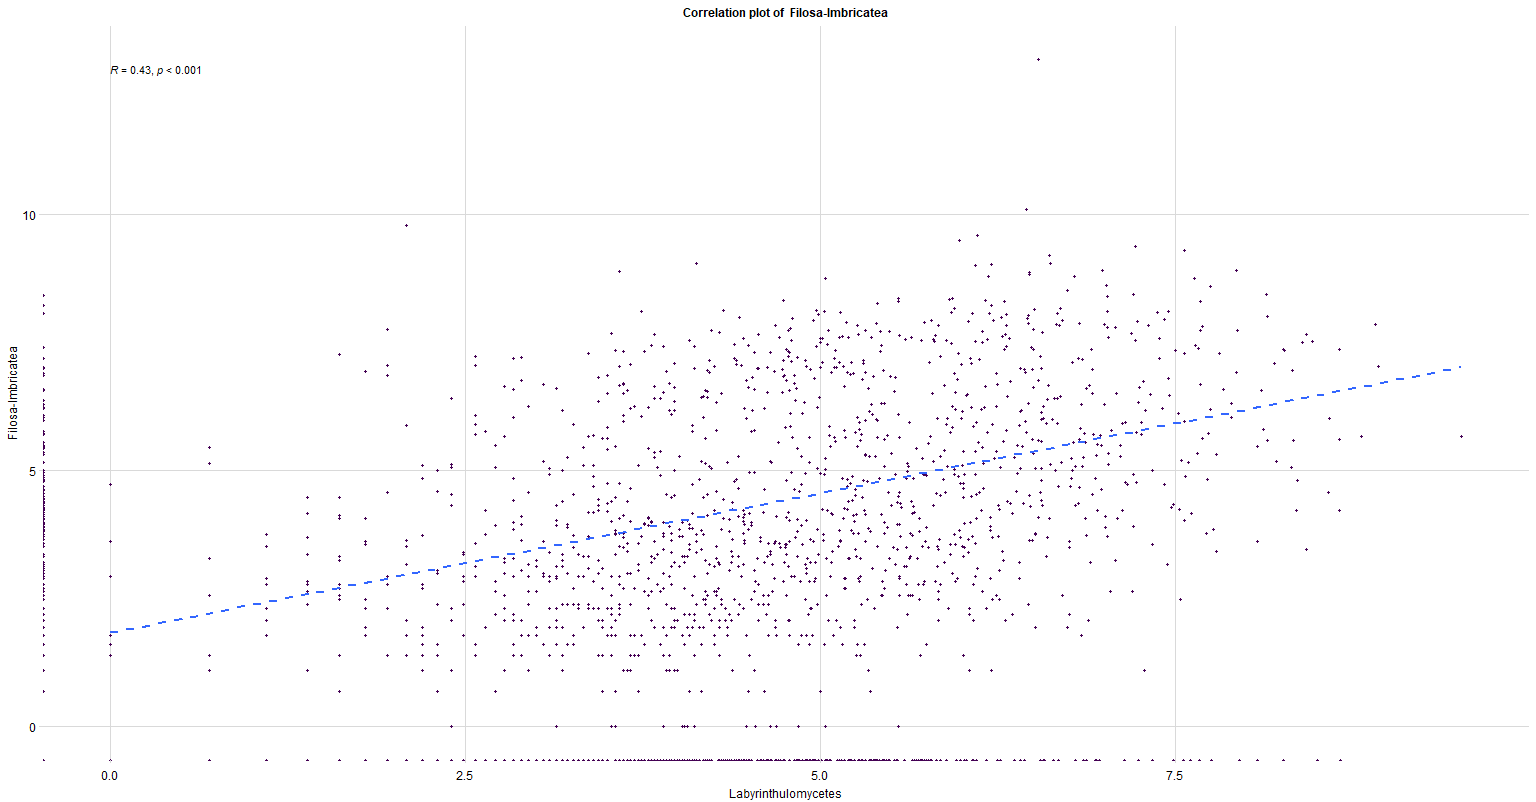 Correlation plot of Filosa-Imbricatea
R = 0.43, p < 0.001
Filosa-Imbricatea
10
5
0
0.0 2.5 5.0 7.5
Labyrinthulomycetes